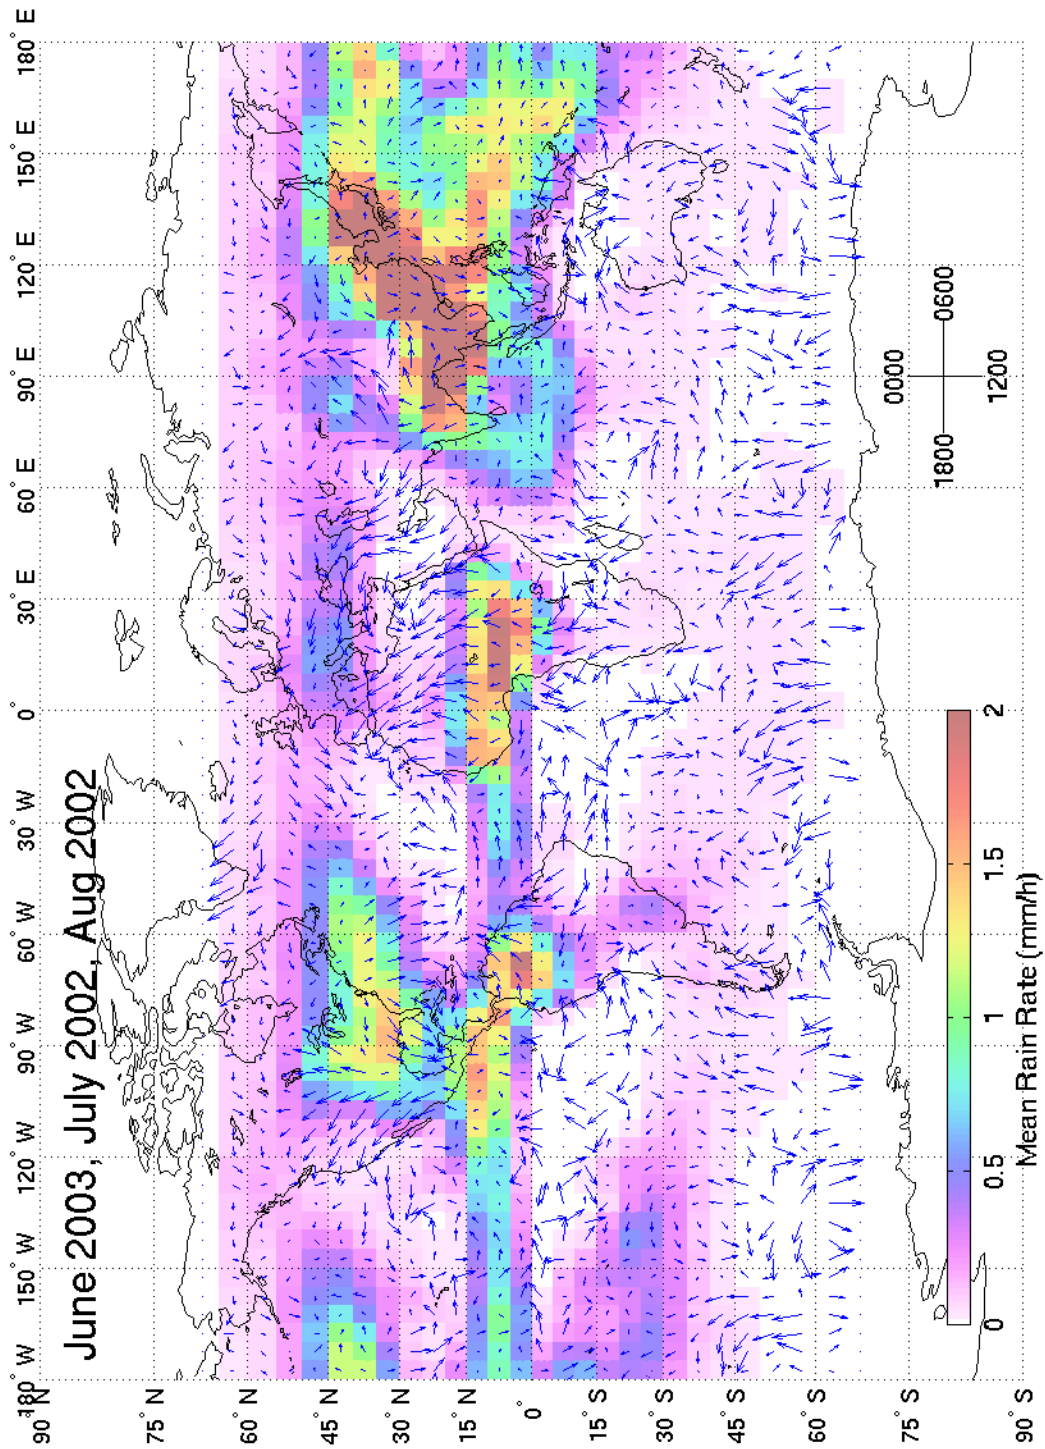 June 2003, July 2002, Aug 2002
90° N
75° N
60° N
45° N
30° N
15° N
0°
15° S
30° S
45° S
60° S
75° S
90° S
180° W
150° W
120° W
90° W
60° W
30° W
0°
30° E
60° E
90° E
120° E
150° E
180° E
0000
1800
0600
1200
0
0.5
1
1.5
2
Mean Rain Rate (mm/h)